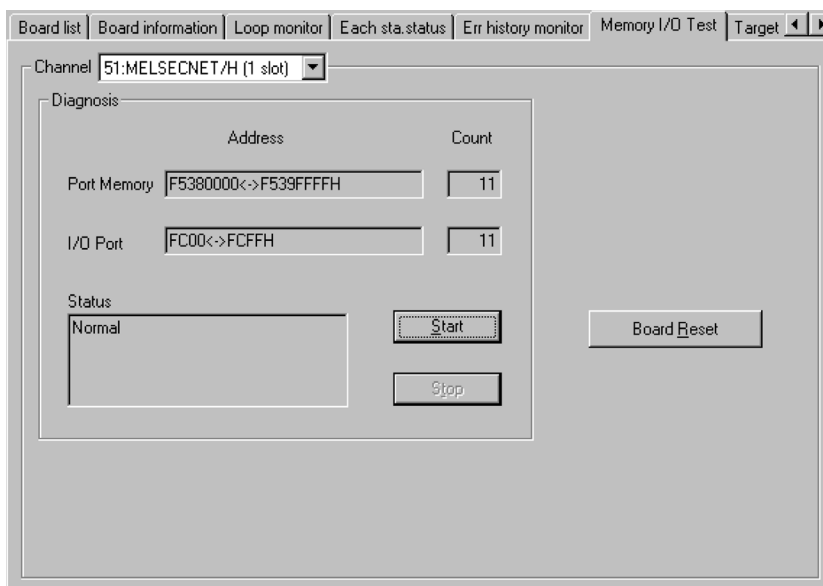 Board list Board information Loop monitor Each sta.status Err history monitor Memory I/O Test Target
Channel 51:MELSECNET/H (1 slot)
Diagnosis
Address Count
Port Memory F5380000<->F539FFFFH 11
I/O Port FC00<->FCFFH 11
Status
Normal
Start
Board Reset
Stop